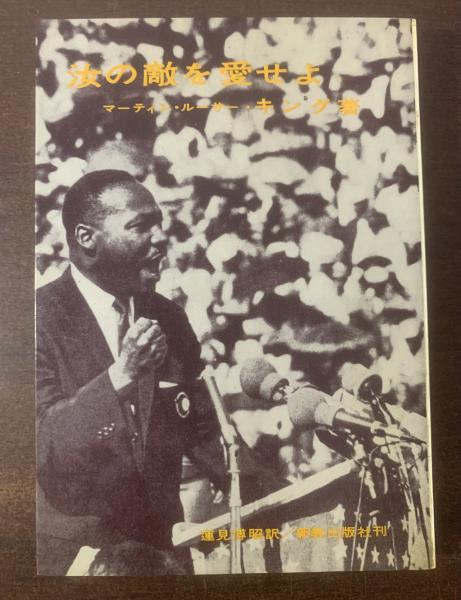 汝の敵を愛せよ
マーティン・ルーサー・キング著
蓮見博昭訳/新教出版社刊